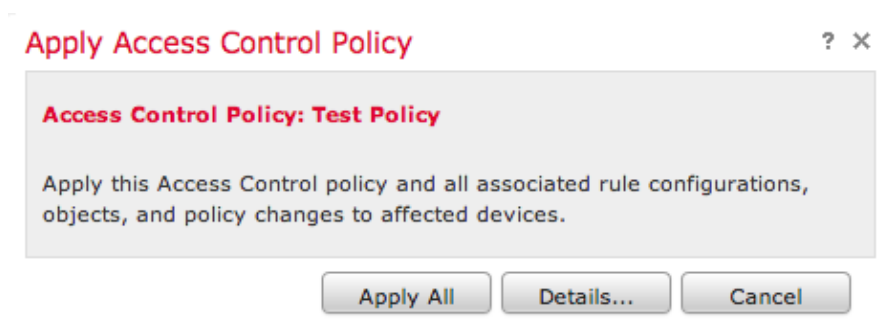 Apply Access Control Policy ? ×
Access Control Policy: Test Policy
Apply this Access Control policy and all associated rule configurations,
objects, and policy changes to affected devices.
Apply All Details... Cancel